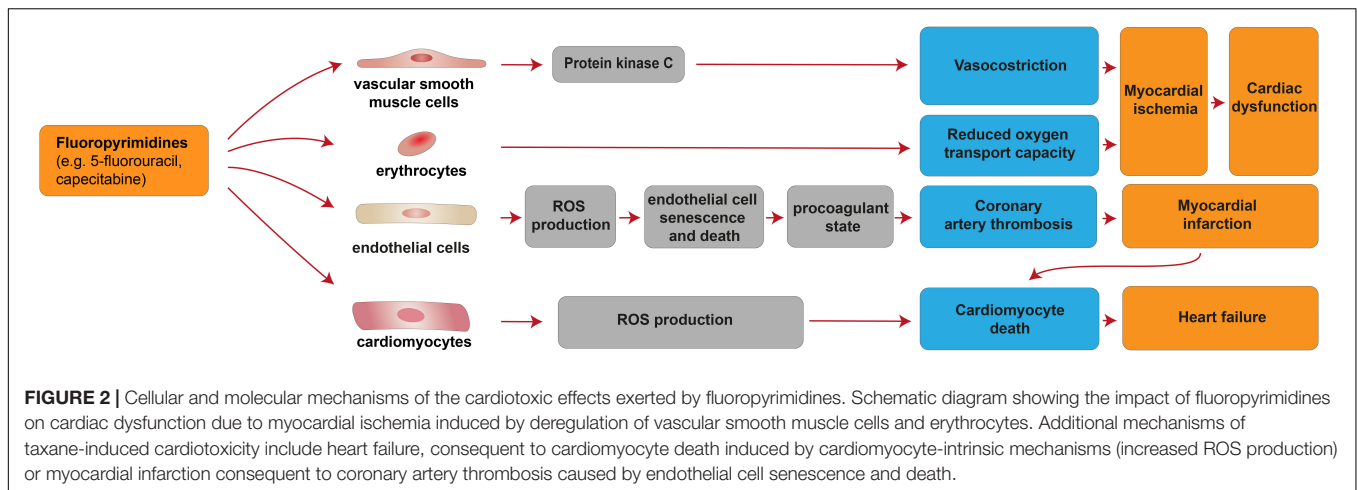 Fluoropyrimidines
(e.g. 5-fluorouracil,
capecitabine)
vascular smooth
muscle cells
Protein kinase C
Vasocostriction
Myocardial
ischemia
Cardiac
dysfunction
erythrocytes
Reduced oxygen
transport capacity
endothelial cells
ROS
production
endothelial cell
senescence
and death
procoagulant
state
Coronary
artery thrombosis
Myocardial
infarction
cardiomyocytes
ROS production
Cardiomyocyte
death
Heart failure
FIGURE 2 | Cellular and molecular mechanisms of the cardiotoxic effects exerted by fluoropyrimidines. Schematic diagram showing the impact of fluoropyrimidines
on cardiac dysfunction due to myocardial ischemia induced by deregulation of vascular smooth muscle cells and erythrocytes. Additional mechanisms of
taxane-induced cardiotoxicity include heart failure, consequent to cardiomyocyte death induced by cardiomyocyte-intrinsic mechanisms (increased ROS production)
or myocardial infarction consequent to coronary artery thrombosis caused by endothelial cell senescence and death.